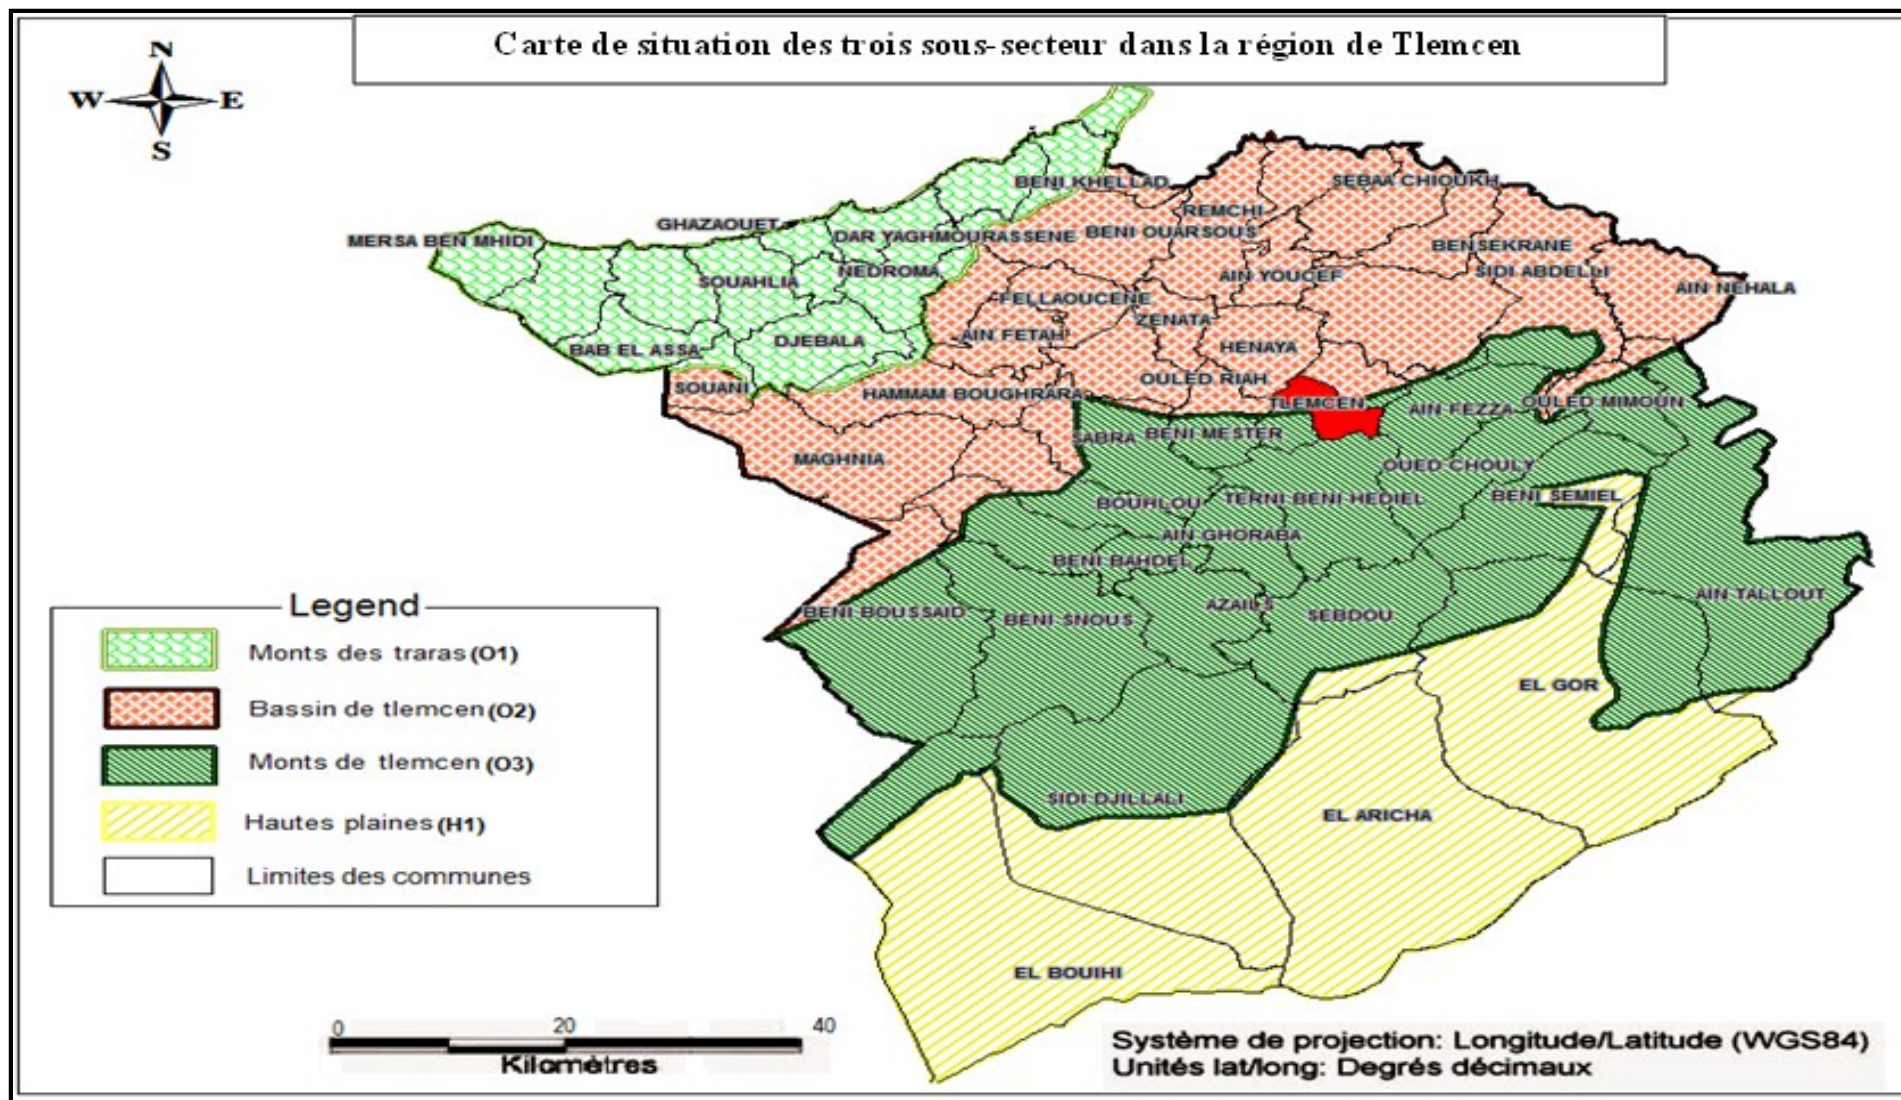 Carte de situation des trois sous-secteur dans la région de Tlemcen
N
W E
S
BENI KHELLAD
SEBAA CHIOUKH
REMCHI
GHAZAOUET
MERSA BEN MHIDI
DAR YAGHMOURASSENE
BENI OUARSOUS
BENSEKRANE
NEDROMA
SOUAHLIA
AIN YOUCEF
SIDI ABDELLI
AIN NEHALA
FELLAOUCENE
ZENATA
AIN FETAH
DJEBALA
BAB EL ASSA
HENAYA
SOUANI
HAMMAM BOUGHRARA
OULED RIAH
TLEMCEN
AIN FEZZA
OULED MIMOUN
SABRA
BENI MESTER
MAGHNIA
OUED CHOULY
BOUHLOU
TERNI BENI HEDIEL
BENI SEMIEL
AIN GHORABA
BENI BAHDEL
BENI BOUSSAID
BENI SNOUS
AZAILS
SEBDOU
AIN TALLOUT
EL GOR
SIDI DJILLALI
EL ARICHA
EL BOUIHI
Legend
Monts des traras (O1)
Bassin de tlemcen (O2)
Monts de tlemcen (O3)
Hautes plaines (H1)
Limites des communes
0 20 40
Kilomètres
Système de projection: Longitude/Latitude (WGS84)
Unités lat/long: Degrés décimaux